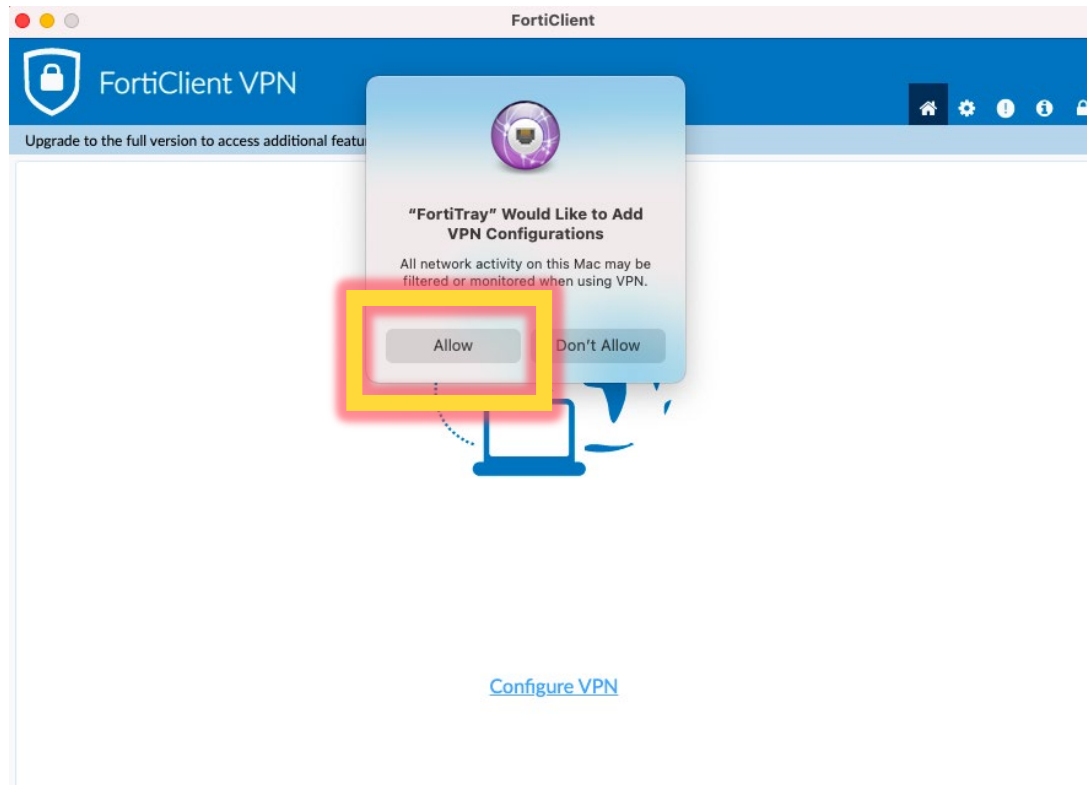 FortiClient
FortiClient VPN
“FortiTray” Would Like to Add
VPN Configurations
All network activity on this Mac may be
filtered or monitored when using VPN.
Allow
Don’t Allow
Upgrade to the full version to access additional
Configure VPN